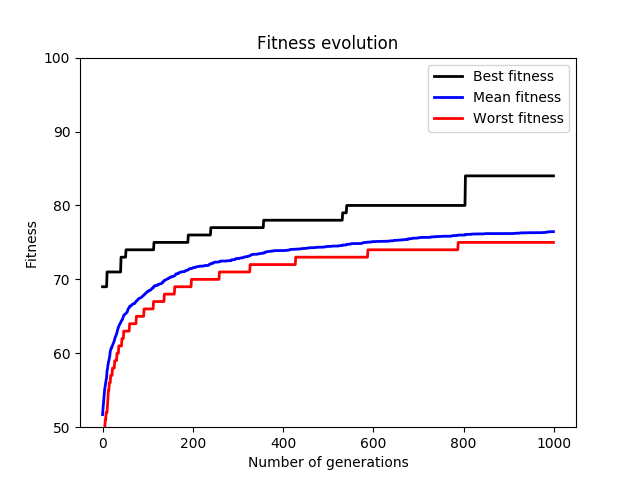 Fitness evolution
100
90
80
70
60
50
Fitness
Best fitness
Mean fitness
Worst fitness
0
200
400
600
800
1000
Number of generations